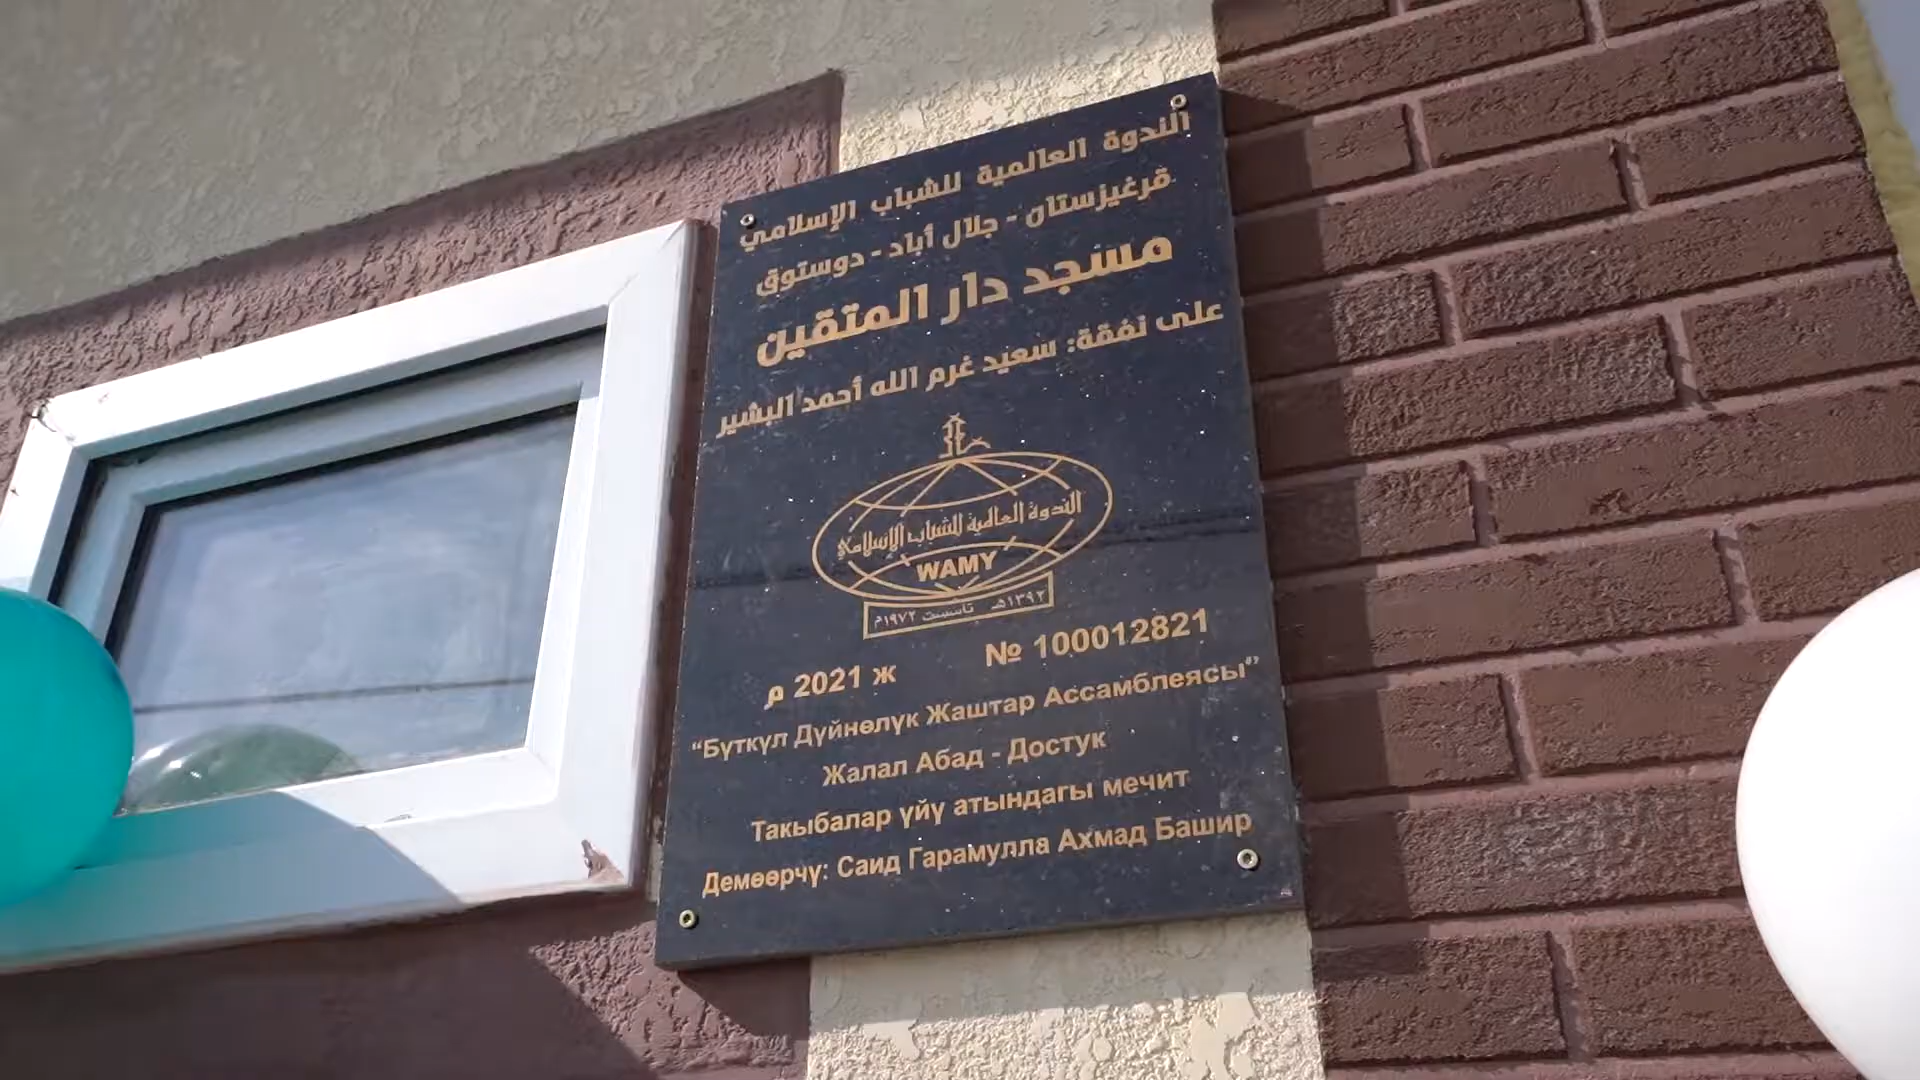 الندوة العالمية للشباب الإسلامي
قرغيزستان - جلال أباد - دوستوق
مسجد دار المتقين
على نفقة: سعيد غرم الله أحمد البشير
الندوة العالمية للشباب الإسلامي
WAMY
١٣٩٢هـ تأسست ١٩٧٢م
№ 100012821
م 2021 ж
“Бүткүл Дүйнөлүк Жаштар Ассамблеясы”
Жалал Абад - Достук
Такыбалар үйү атындагы мечит
Демөөрчү: Саид Гарамулла Ахмад Башир